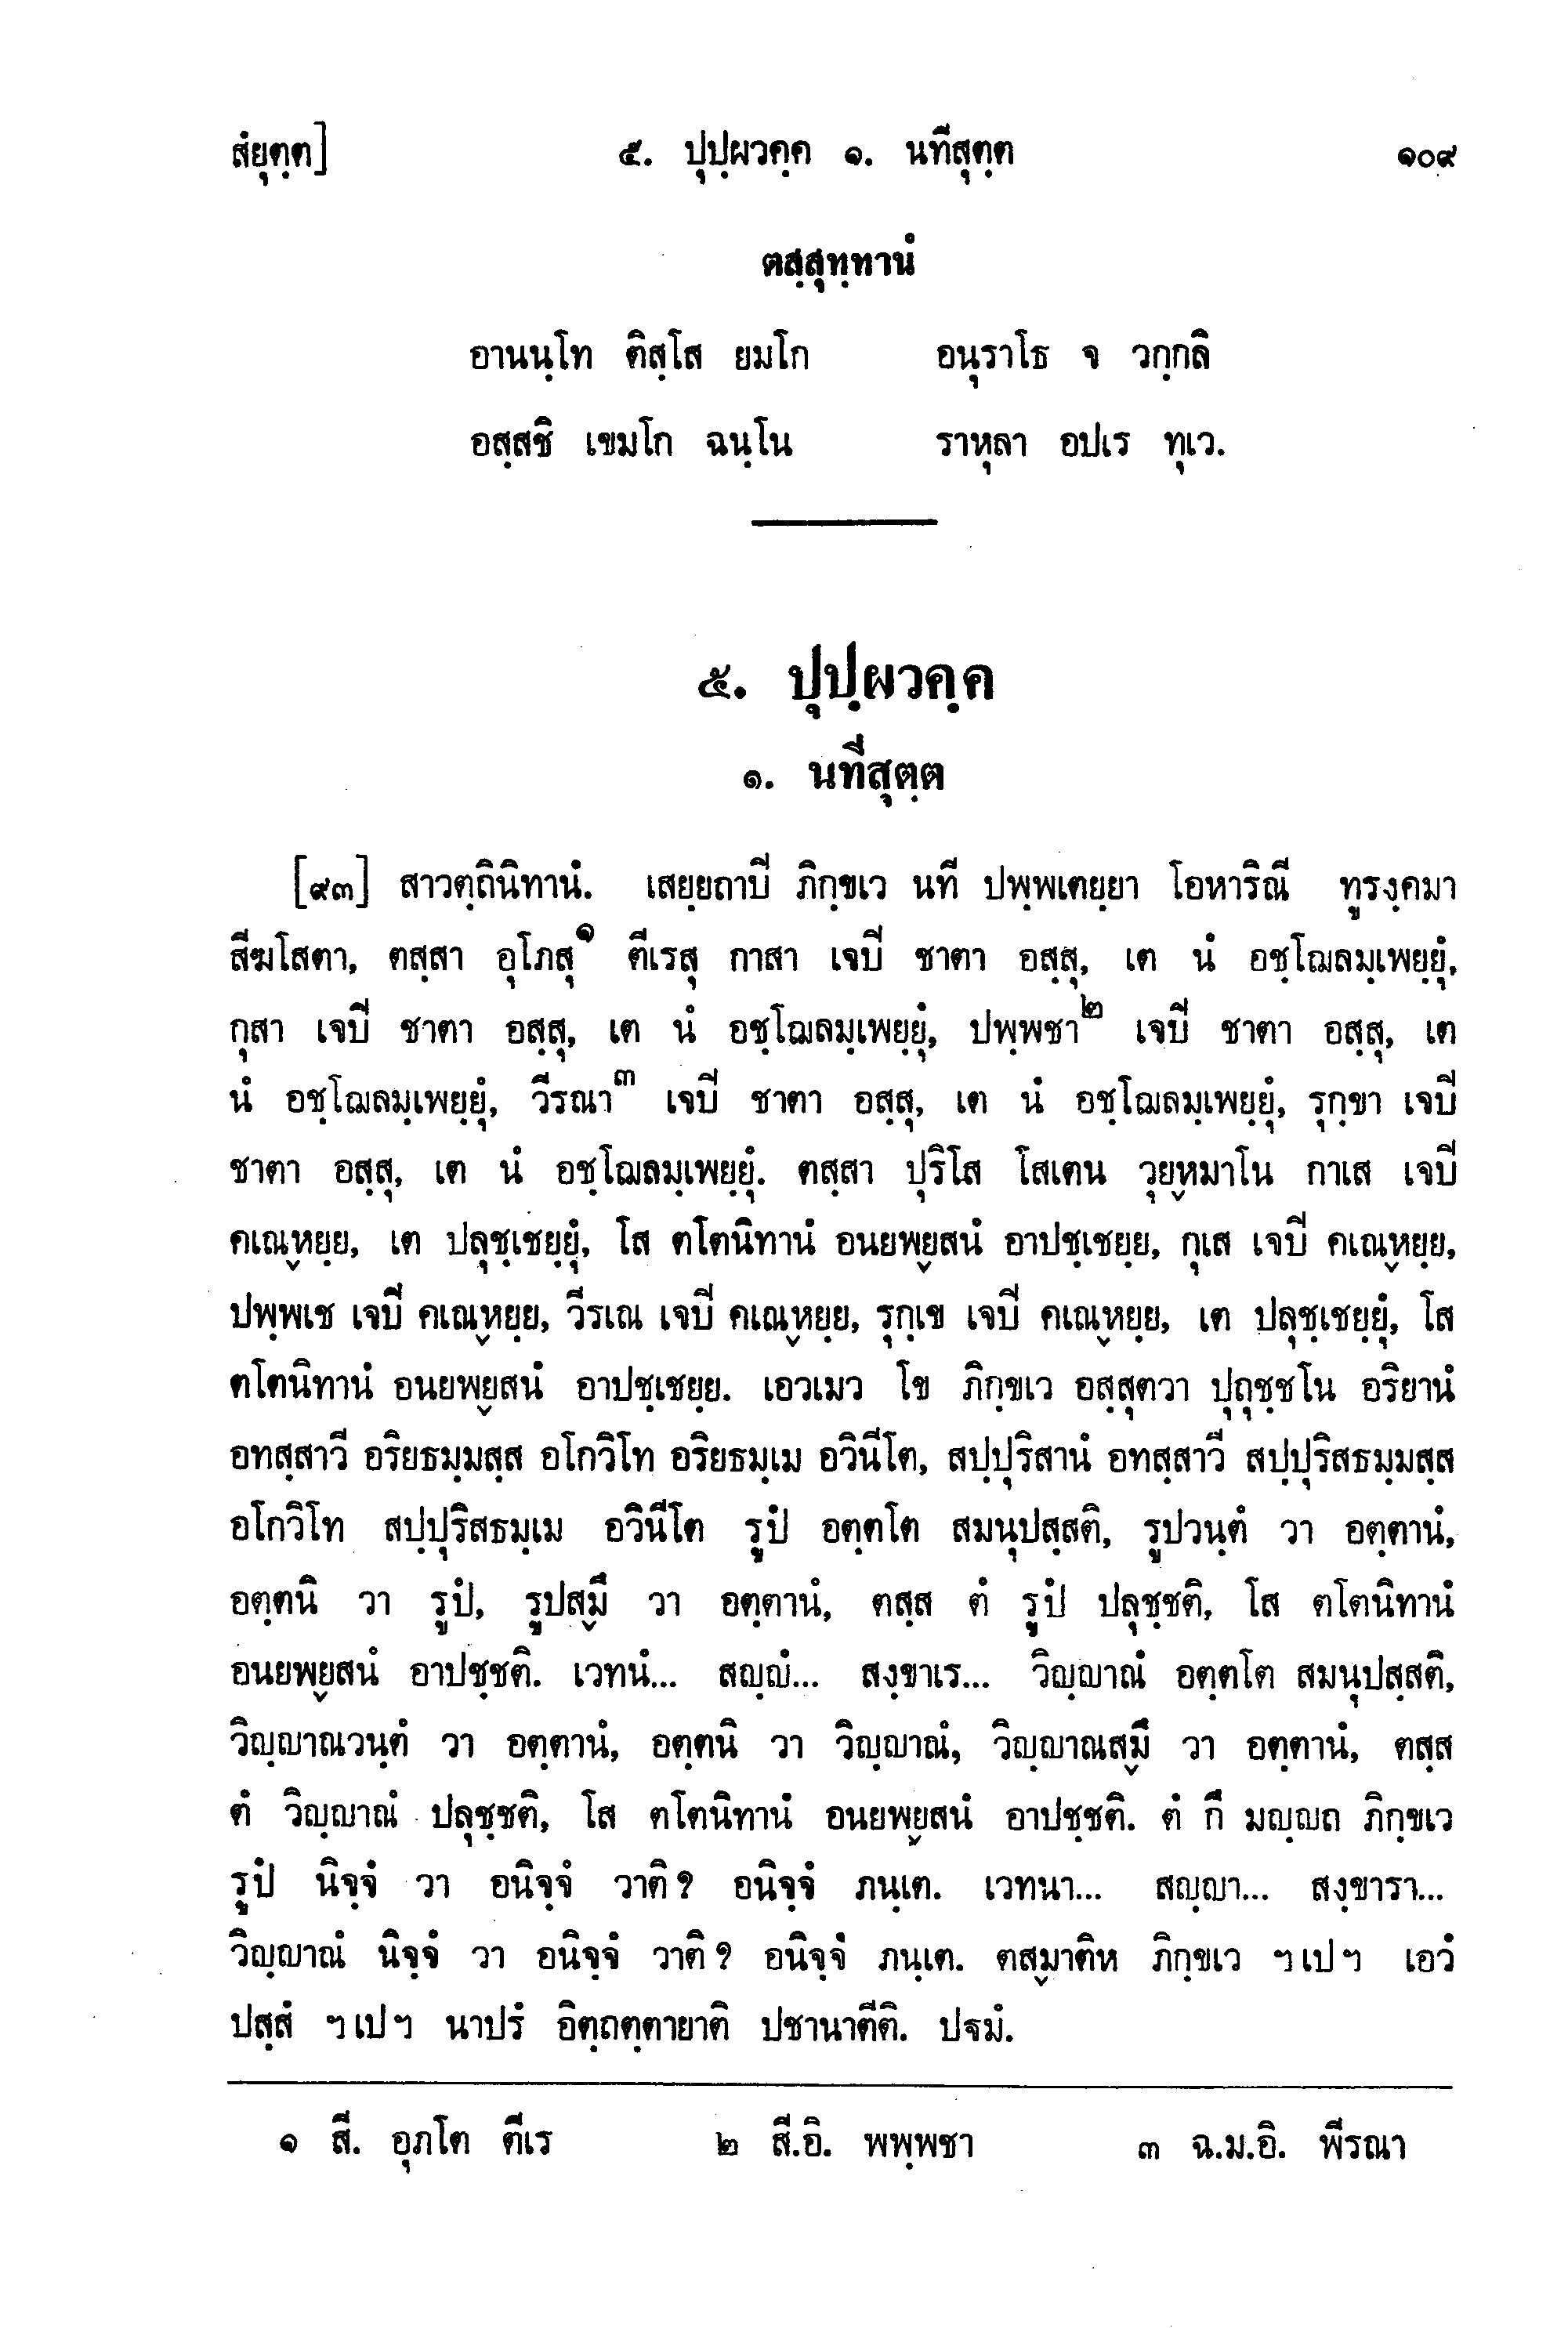 สํยุตฺต] ๕. ปุปฺผวคฺค ๑. นทีสุตฺต ๑๐๙
ตสฺสุทฺทานํ
อานนฺโท ติสฺโส ยมโก อนุราโธ จ วกฺกลิ
อสฺสชิ เขมโก ฉนฺโน ราหุลา อปเร ทุเว.
๕. ปุปฺผวคฺค
๑. นทีสุตฺต
[๙๓] สาวตฺถินิทานํ. เสยฺยถาปิ ภิกฺขเว นที ปพฺพเตยฺยา โอหาริณี ทูรงฺคมา
สีฆโสตา, ตสฺสา อุโภสุ๑ ตีเรสุ กาสา เจปิ ชาตา อสฺสุ, เต นํ อชฺโฌลมฺเพยฺยุํ,
กุสา เจปิ ชาตา อสฺสุ, เต นํ อชฺโฌลมฺเพยฺยุํ, ปพฺพชา๒ เจปิ ชาตา อสฺสุ, เต
นํ อชฺโฌลมฺเพยฺยุํ, วีรณา๓ เจปิ ชาตา อสฺสุ, เต นํ อชฺโฌลมฺเพยฺยุํ, รุกฺขา เจปิ
ชาตา อสฺสุ, เต นํ อชฺโฌลมฺเพยฺยุํ. ตสฺสา ปุริโส โสเตน วุยฺหมาโน กาเส เจปิ
คเณฺหยฺย, เต ปลุชฺเชยฺยุํ, โส ตโตนิทานํ อนยพฺยสนํ อาปชฺเชยฺย, กุเส เจปิ คเณฺหยฺย,
ปพฺพเช เจปิ คเณฺหยฺย, วีรเณ เจปิ คเณฺหยฺย, รุกฺเข เจปิ คเณฺหยฺย, เต ปลุชฺเชยฺยุํ, โส
ตโตนิทานํ อนยพฺยสนํ อาปชฺเชยฺย. เอวเมว โข ภิกฺขเว อสฺสุตวา ปุถุชฺชโน อริยานํ
อทสฺสาวี อริยธมฺมสฺส อโกวิโท อริยธมฺเม อวินีโต, สปฺปุริสานํ อทสฺสาวี สปฺปุริสธมฺมสฺส
อโกวิโท สปฺปุริสธมฺเม อวินีโต รูปํ อตฺตโต สมนุปสฺสติ, รูปวนฺตํ วา อตฺตานํ,
อตฺตนิ วา รูปํ, รูปสฺมึ วา อตฺตานํ, ตสฺส ตํ รูปํ ปลุชฺชติ, โส ตโตนิทานํ
อนยพฺยสนํ อาปชฺชติ. เวทนํ... สญฺญํ... สงฺขาเร... วิญฺญาณํ อตฺตโต สมนุปสฺสติ,
วิญฺญาณวนฺตํ วา อตฺตานํ, อตฺตนิ วา วิญฺญาณํ, วิญฺญาณสฺมึ วา อตฺตานํ, ตสฺส
ตํ วิญฺญาณํ ปลุชฺชติ, โส ตโตนิทานํ อนยพฺยสนํ อาปชฺชติ. ตํ กึ มญฺญถ ภิกฺขเว
รูปํ นิจฺจํ วา อนิจฺจํ วาติ? อนิจฺจํ ภนฺเต. เวทนา... สญฺญา... สงฺขารา...
วิญฺญาณํ นิจฺจํ วา อนิจฺจํ วาติ? อนิจฺจํ ภนฺเต. ตสฺมาติห ภิกฺขเว ฯเปฯ เอวํ
ปสฺสํ ฯเปฯ นาปรํ อิตฺถตฺตายาติ ปชานาตีติ. ปฐมํ.
๑ สี. อุภโต ตีเร ๒ สี.อิ. พพฺพชา ๓ ฉ.ม.อิ. พีรณา